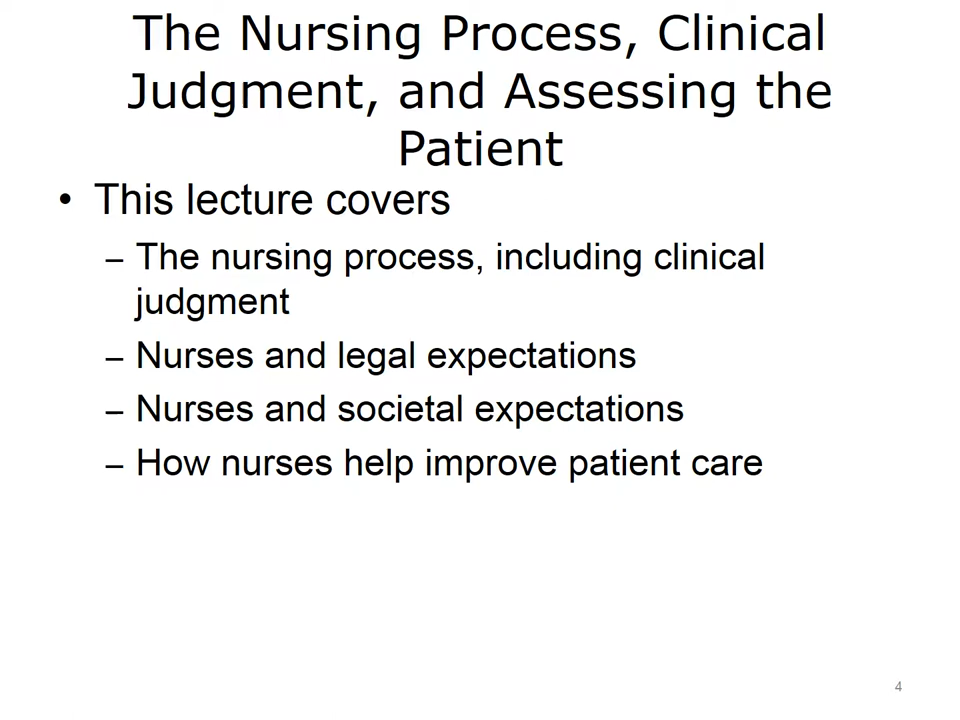 The Nursing Process, Clinical
Judgment, and Assessing the
Patient
• This lecture covers
– The nursing process, including clinical
judgment
– Nurses and legal expectations
– Nurses and societal expectations
– How nurses help improve patient care
4